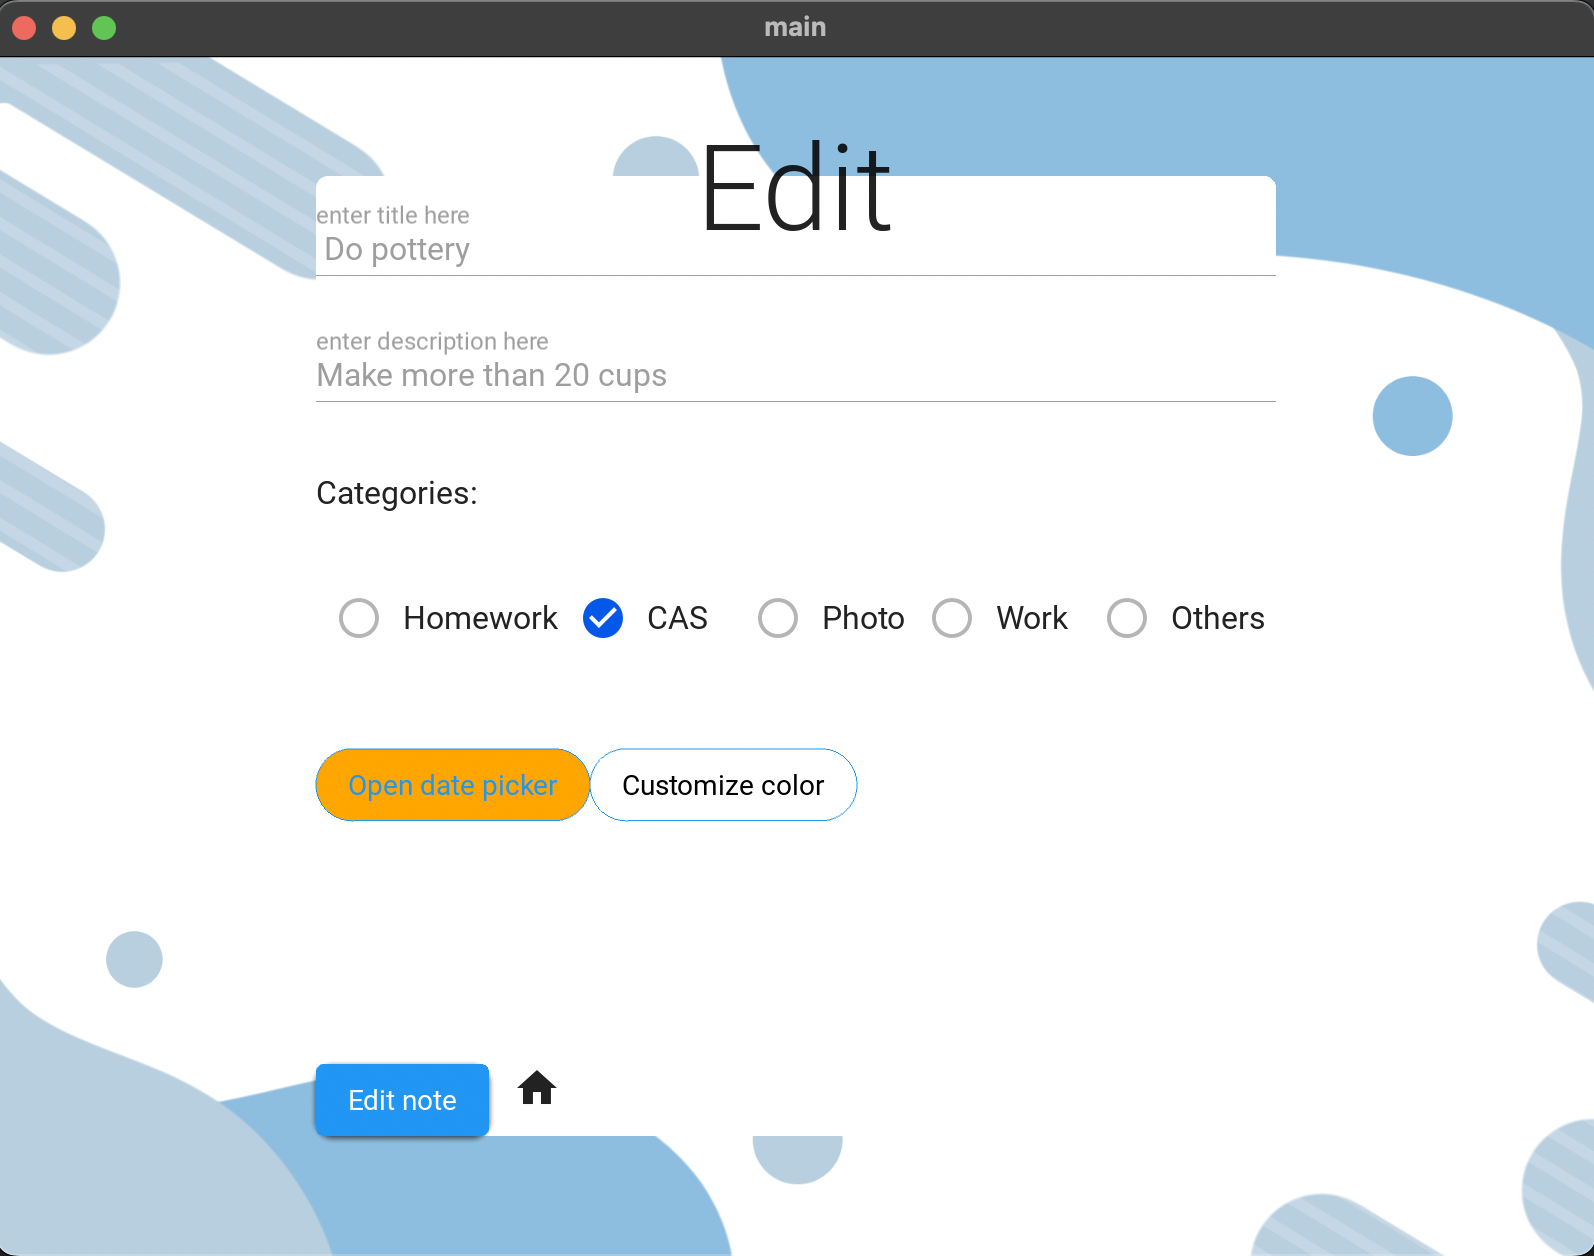 main
Edit
enter title here
Do pottery
enter description here
Make more than 20 cups
Categories:
Homework CAS Photo Work Others
Open date picker Customize color
Edit note